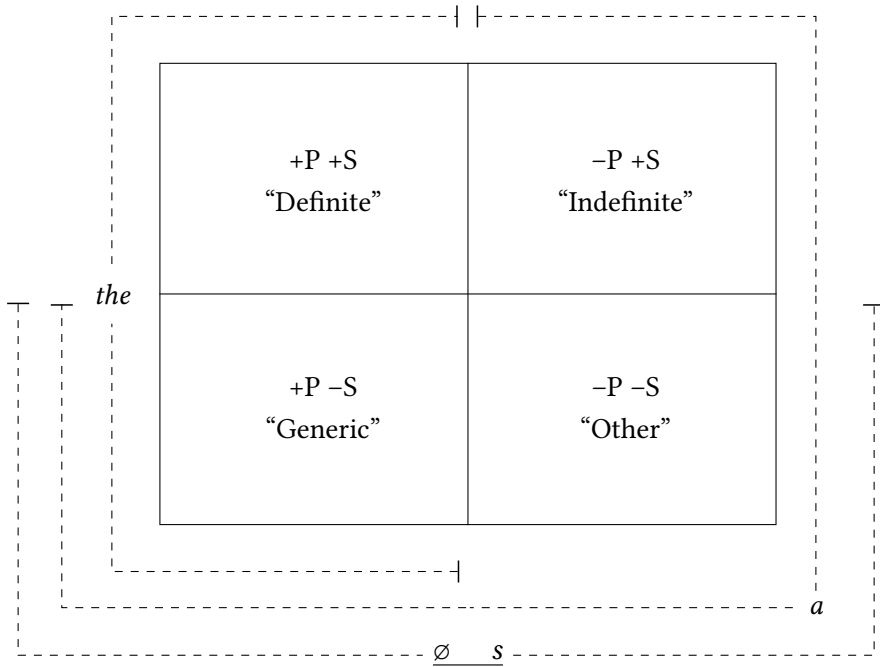 +P +S
“Definite”
–P +S
“Indefinite”
the
+P –S
“Generic”
–P –S
“Other”
a
∅ s